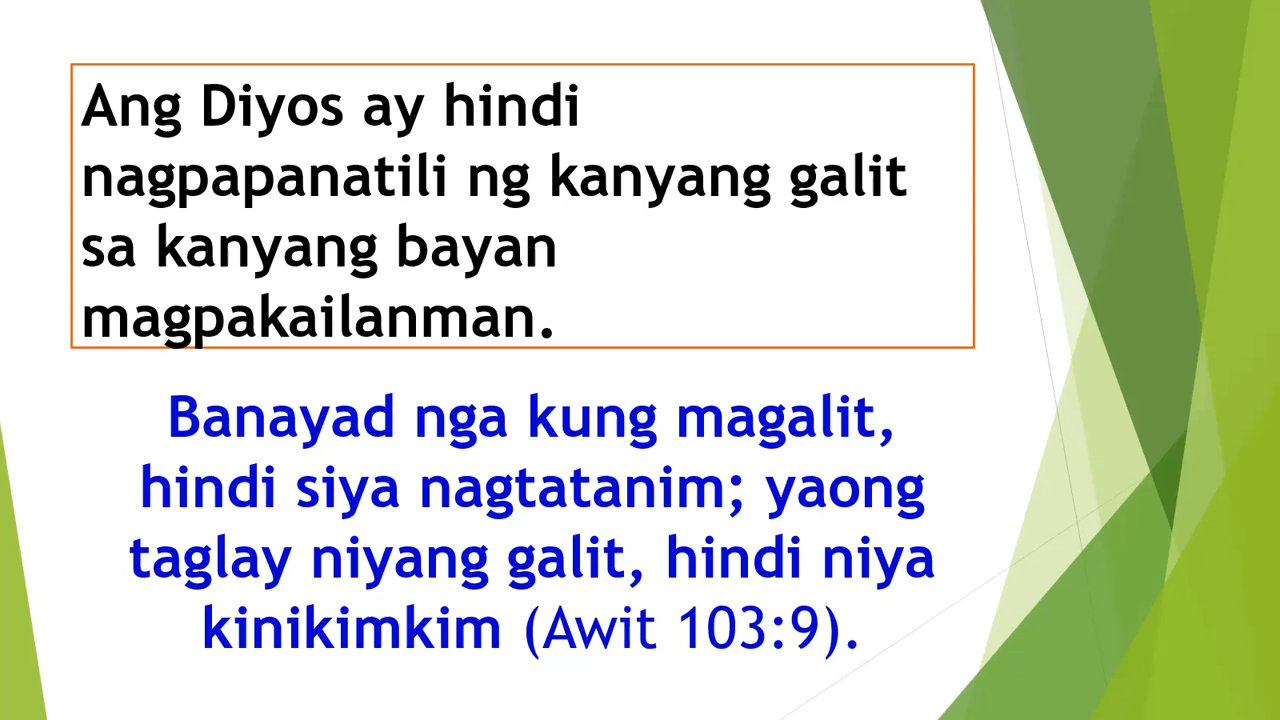 Ang Diyos ay hindi
nagpapanatili ng kanyang galit
sa kanyang bayan
magpakailanman.
Banayad nga kung magalit,
hindi siya nagtatanim; yaong
taglay niyang galit, hindi niya
kinikimkim (Awit 103:9).